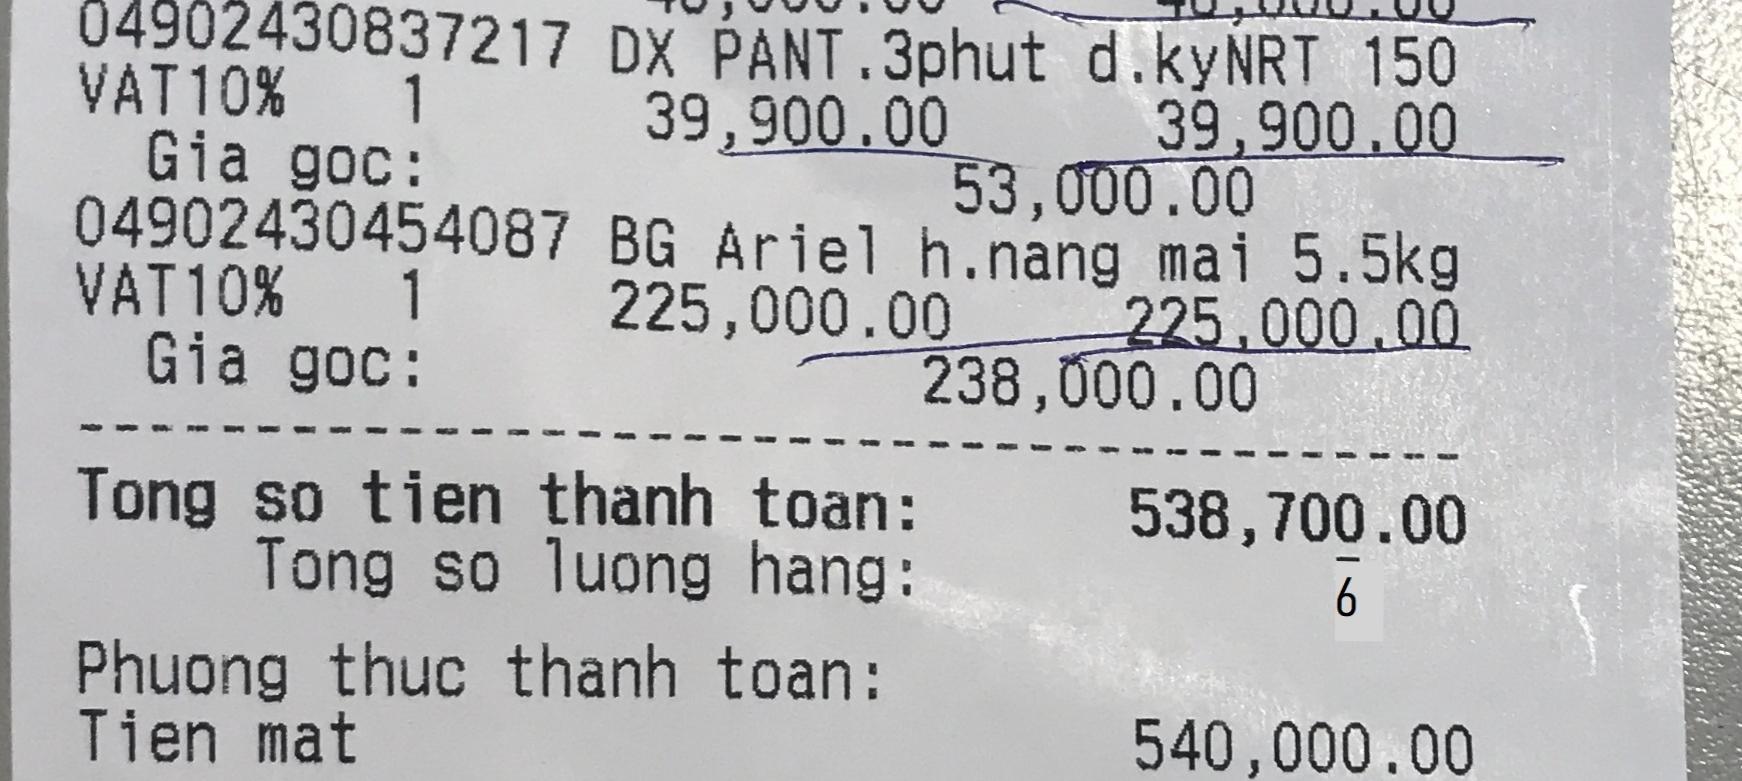 04902430837217 DX PANT.3phut d.kyNRT 150
VAT10% 1 39,900.00 39,900.00
Gia goc: 53,000.00
04902430454087 BG Ariel h.nang mai 5.5kg
VAT10% 1 225,000.00 225,000.00
Gia goc: 238,000.00
----------------------------------------
Tong so tien thanh toan: 538,700.00
Tong so luong hang: 6
Phuong thuc thanh toan:
Tien mat 540,000.00